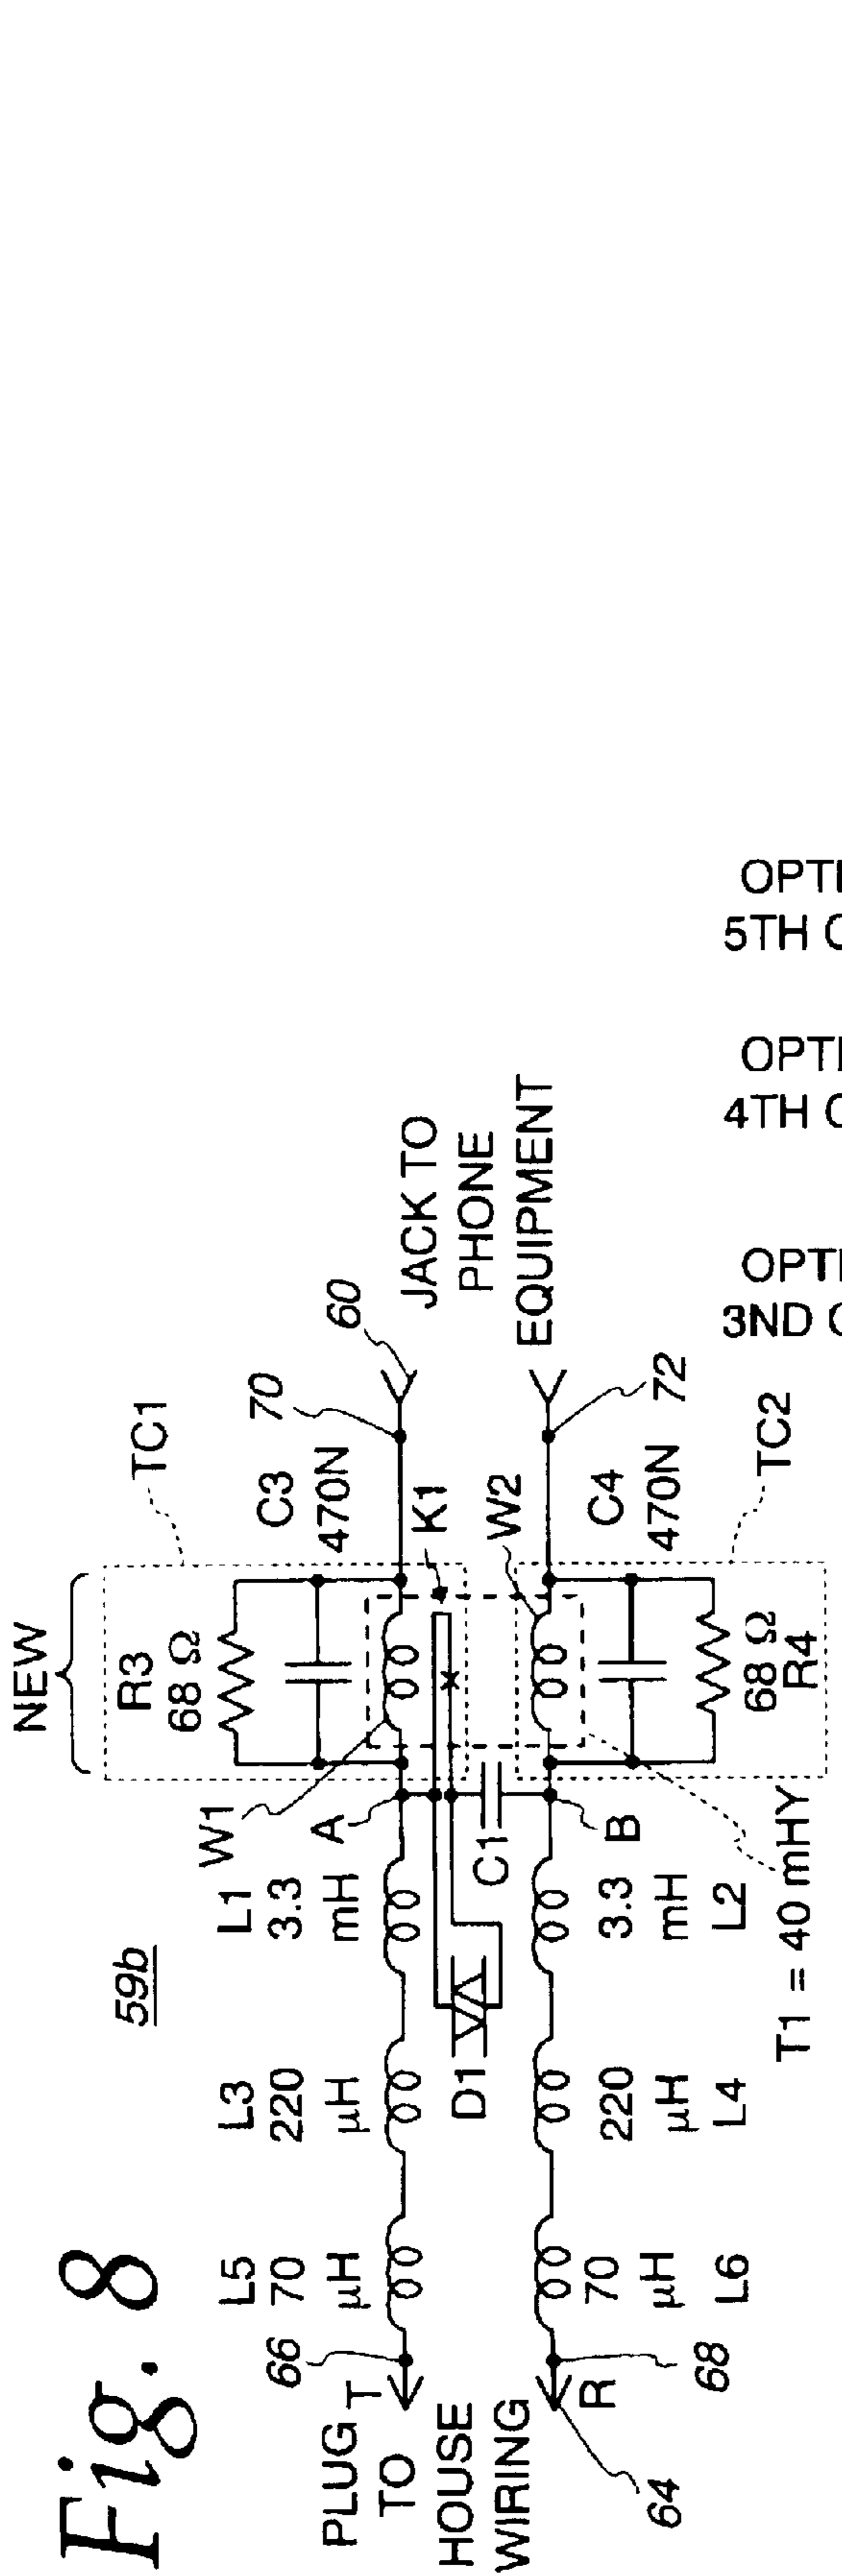 Fig. 8
59b
NEW
TC1
R3
68 Ω
C3
470N
W1
K1
70
60
L5
70
μH
L3
220
μH
L1
3.3
mH
A
66
T
PLUG
TO
HOUSE
WIRING
D1
C1
W2
JACK TO
PHONE
EQUIPMENT
R
64
68
70
μH
L6
220
μH
L4
3.3
mH
L2
B
T1 = 40 mHY
68 Ω
R4
C4
470N
TC2
72
OPTI
5TH O
OPTI
4TH O
OPTI
3ND O